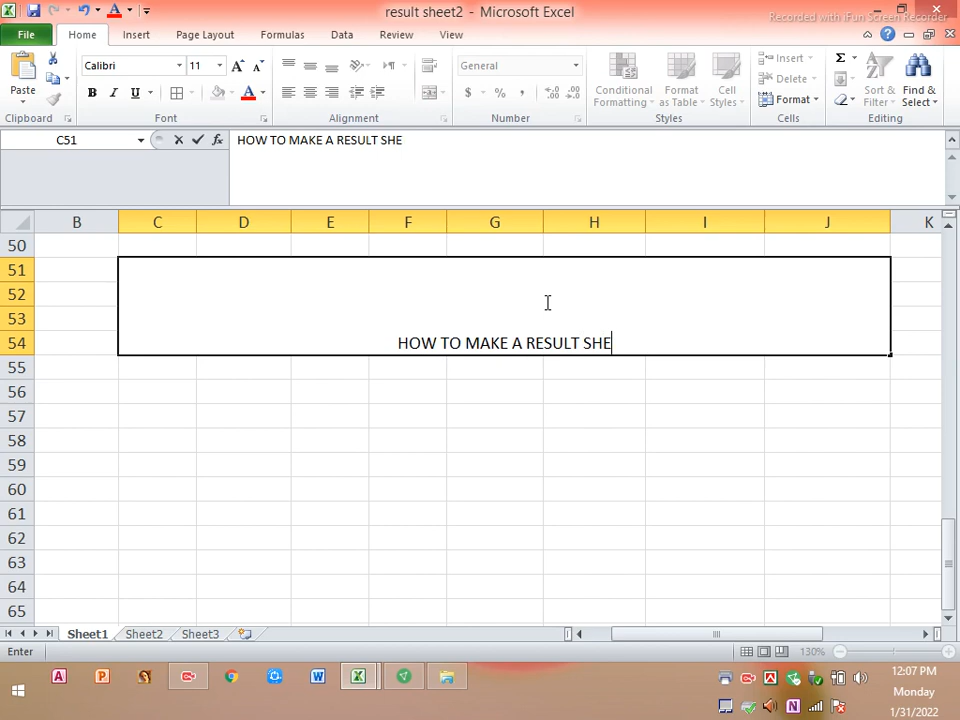 result sheet2 - Microsoft Excel
Recorded with iFun Screen Recorder
File Home Insert Page Layout Formulas Data Review View
Calibri 11 General
Paste
B I U
$ % ,
Conditional Formatting
Format as Table
Cell Styles
Insert
Delete
Format
Sort & Filter
Find & Select
Clipboard Font Alignment Number Styles Cells Editing
C51 fx HOW TO MAKE A RESULT SHE
B C D E F G H I J K
50
51
52
53
54 HOW TO MAKE A RESULT SHE
55
56
57
58
59
60
61
62
63
64
65
Sheet1 Sheet2 Sheet3
Enter 130%
12:07 PM
Monday
1/31/2022